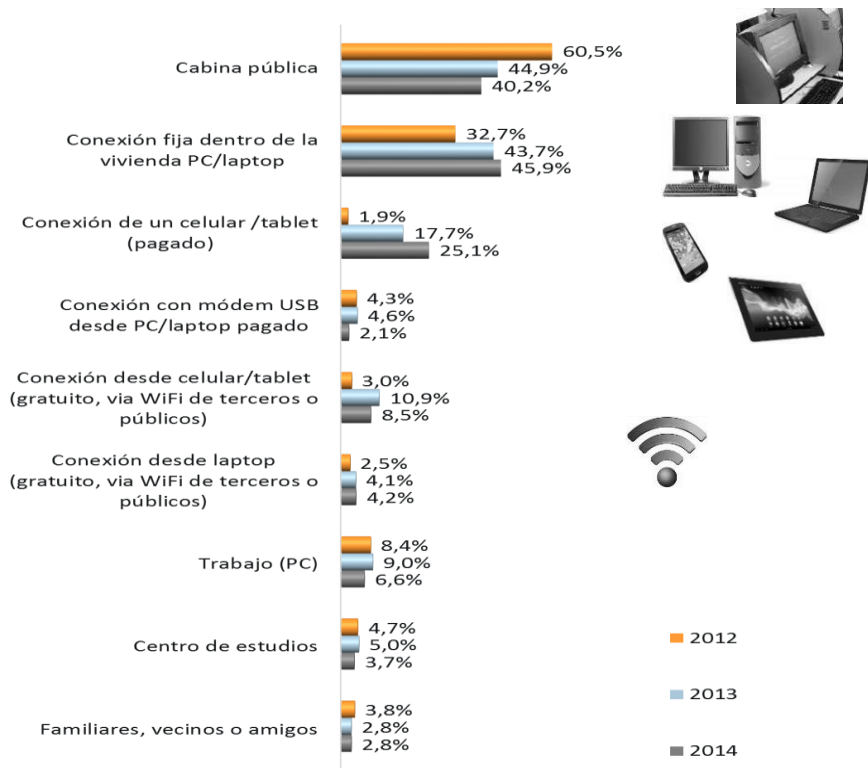 Cabina pública
60,5%
44,9%
40,2%
Conexión fija dentro de la
vivienda PC/laptop
32,7%
43,7%
45,9%
Conexión de un celular /tablet
(pagado)
1,9%
17,7%
25,1%
Conexión con módem USB
desde PC/laptop pagado
4,3%
4,6%
2,1%
Conexión desde celular/tablet
(gratuito, via WiFi de terceros o
públicos)
3,0%
10,9%
8,5%
Conexión desde laptop
(gratuito, via WiFi de terceros o
públicos)
2,5%
4,1%
4,2%
Trabajo (PC)
8,4%
9,0%
6,6%
Centro de estudios
4,7%
5,0%
3,7%
Familiares, vecinos o amigos
3,8%
2,8%
2,8%
2012
2013
2014